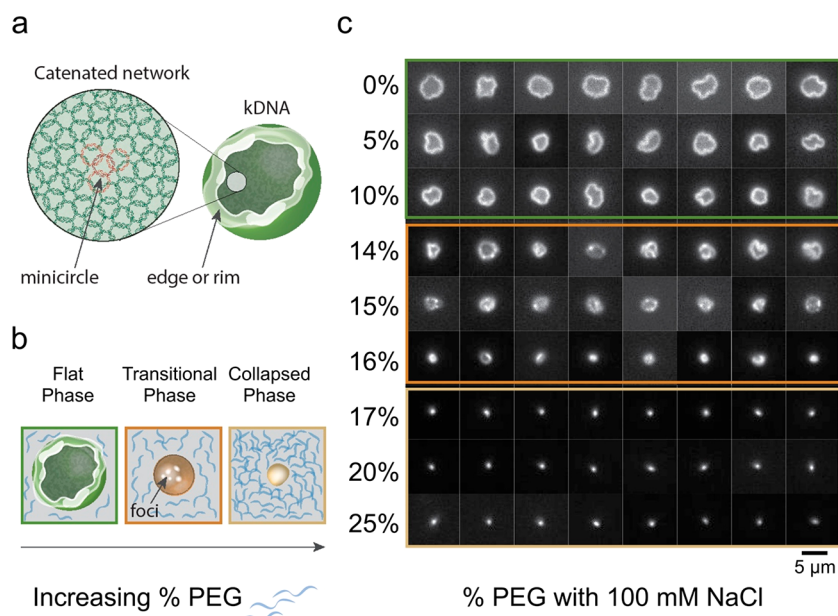 a
Catenated network
kDNA
minicircle
edge or rim
b
Flat
Phase
Transitional
Phase
Collapsed
Phase
foci
Increasing % PEG
c
0%
5%
10%
14%
15%
16%
17%
20%
25%
5 µm
% PEG with 100 mM NaCl